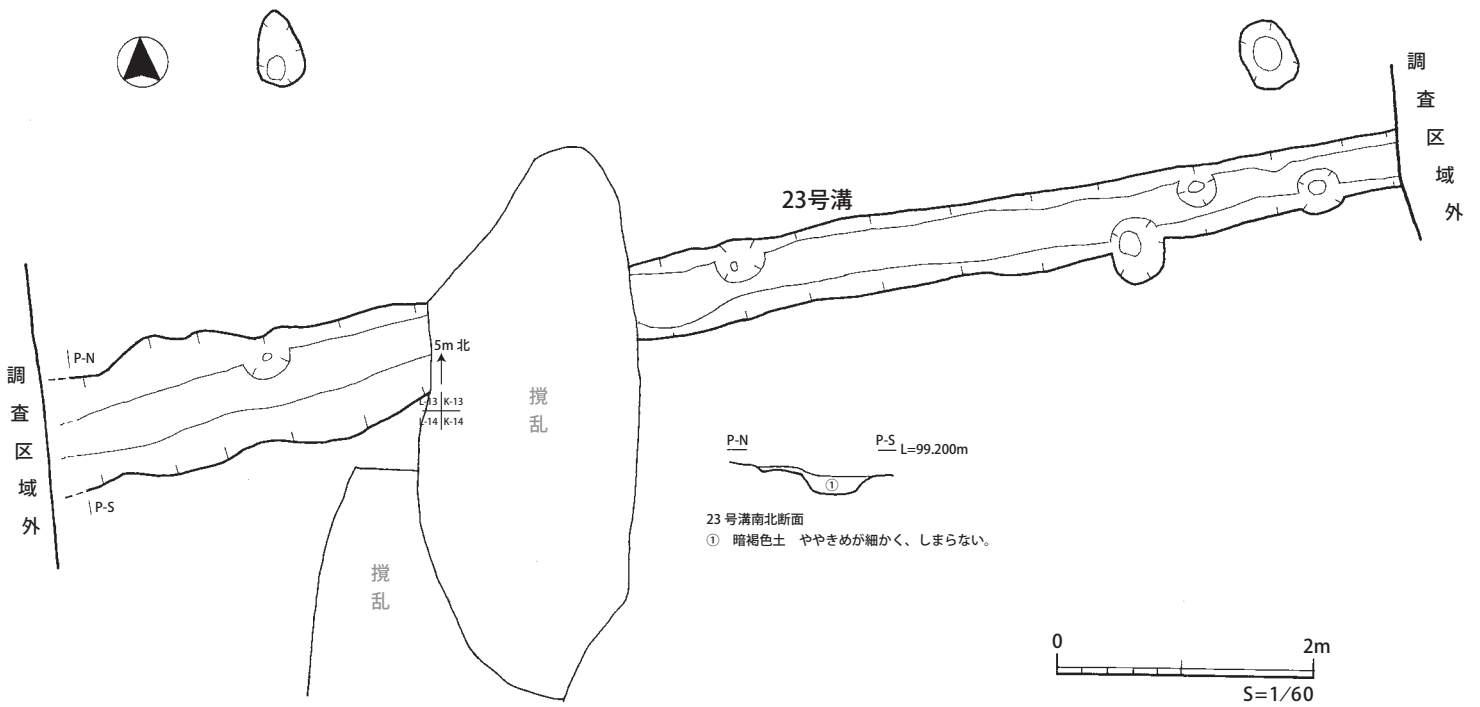 調査区域外
23号溝
調査区域外
P-N
5m 北
L-13 K-13
L-14 K-14
P-S
撹乱
撹乱
P-N
P-S
L=99.200m
①
23 号溝南北断面
① 暗褐色土 ややきめが細かく、しまらない。
0 2m
S=1/60